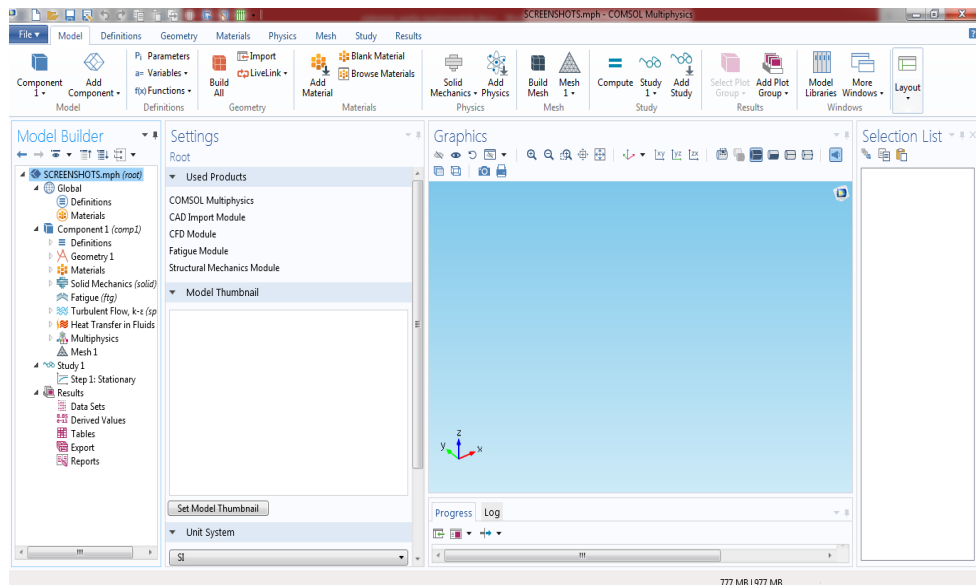 SCREENSHOTS.mph - COMSOL Multiphysics
File Model Definitions Geometry Materials Physics Mesh Study Results
Component 1
Add Component
Model
Pi Parameters
a= Variables
f(x) Functions
Definitions
Build All
Import
LiveLink
Geometry
Add Material
Blank Material
Browse Materials
Materials
Solid Mechanics
Add Physics
Physics
Build Mesh
Mesh 1
Mesh
Compute
Study 1
Add Study
Study
Select Plot Group
Add Plot Group
Results
Model Libraries
More Windows
Windows
Layout
Model Builder
SCREENSHOTS.mph (root)
Global
Definitions
Materials
Component 1 (comp1)
Definitions
Geometry 1
Materials
Solid Mechanics (solid)
Fatigue (ftg)
Turbulent Flow, k-ε (sp
Heat Transfer in Fluids
Multiphysics
Mesh 1
Study 1
Step 1: Stationary
Results
Data Sets
Derived Values
Tables
Export
Reports
Settings
Root
Used Products
COMSOL Multiphysics
CAD Import Module
CFD Module
Fatigue Module
Structural Mechanics Module
Model Thumbnail
Set Model Thumbnail
Unit System
SI
Graphics
xy yz zx
z
y
x
Progress Log
Selection List
777 MB | 977 MB